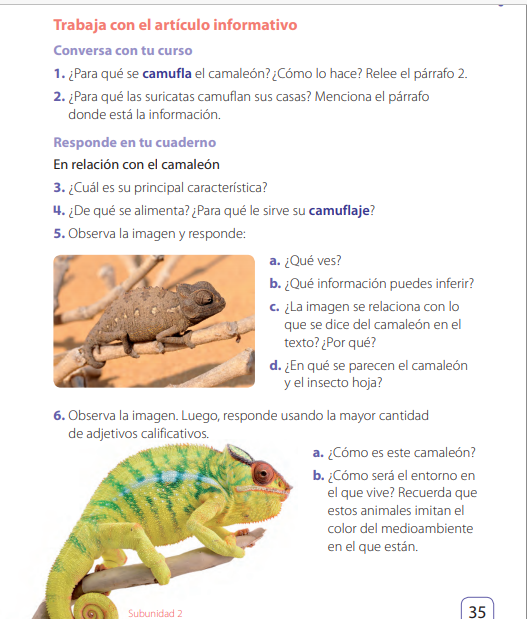 Trabaja con el artículo informativo
Conversa con tu curso
1. ¿Para qué se camufla el camaleón? ¿Cómo lo hace? Relee el párrafo 2.
2. ¿Para qué las suricatas camuflan sus casas? Menciona el párrafo
donde está la información.
Responde en tu cuaderno
En relación con el camaleón
3. ¿Cuál es su principal característica?
4. ¿De qué se alimenta? ¿Para qué le sirve su camuflaje?
5. Observa la imagen y responde:
a. ¿Qué ves?
b. ¿Qué información puedes inferir?
c. ¿La imagen se relaciona con lo
que se dice del camaleón en el
texto? ¿Por qué?
d. ¿En qué se parecen el camaleón
y el insecto hoja?
6. Observa la imagen. Luego, responde usando la mayor cantidad
de adjetivos calificativos.
a. ¿Cómo es este camaleón?
b. ¿Cómo será el entorno en
el que vive? Recuerda que
estos animales imitan el
color del medioambiente
en el que están.
Subunidad 2
35